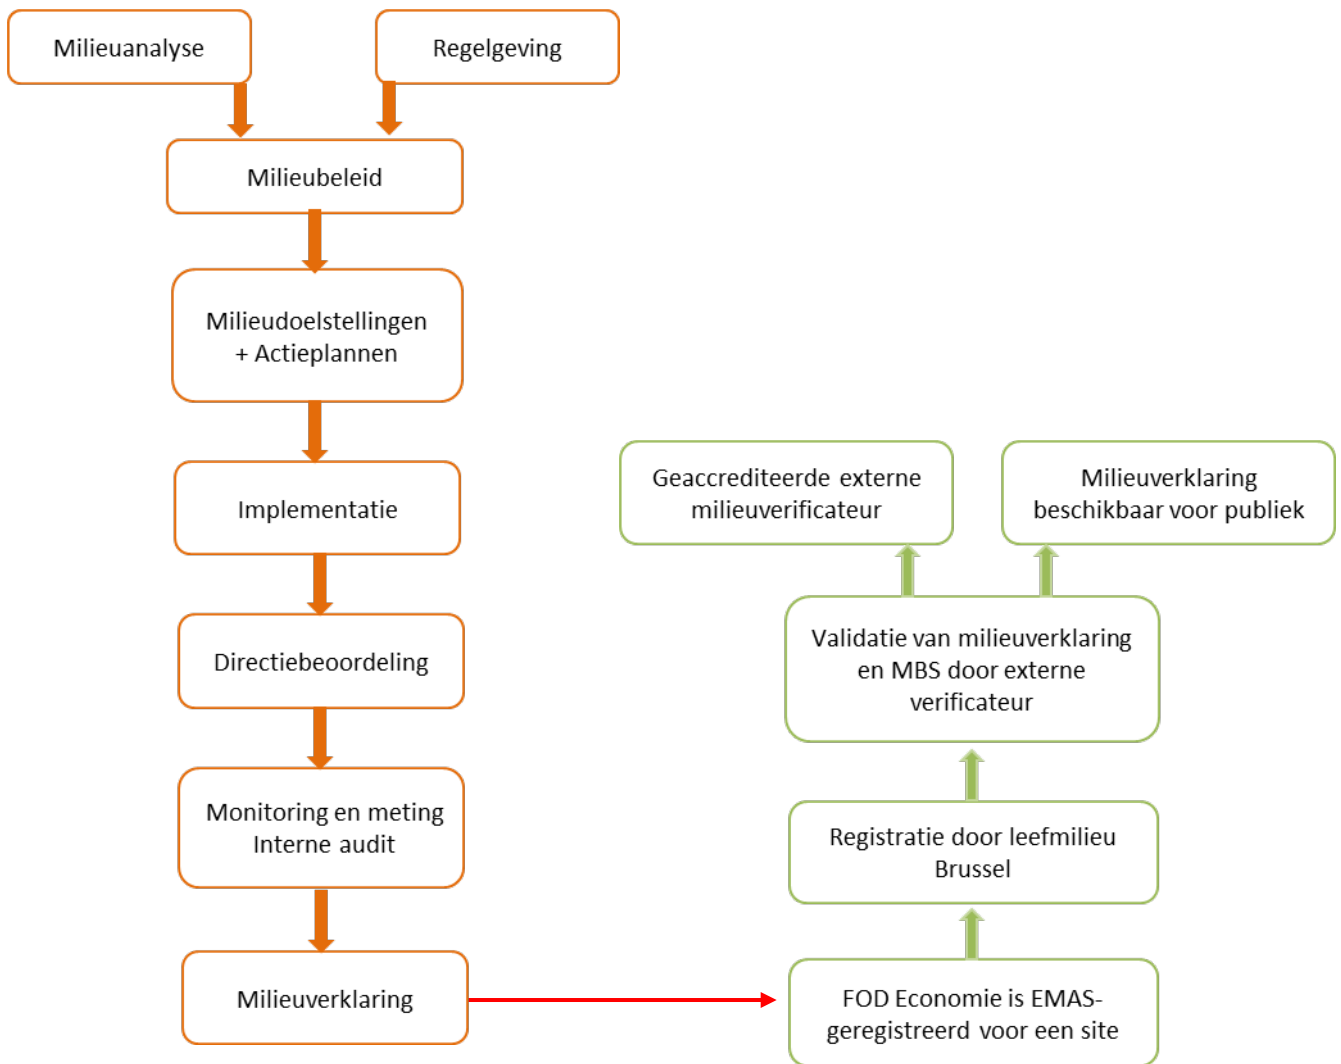 Milieuanalyse
Regelgeving
Milieubeleid
Milieudoelstellingen
+ Actieplannen
Implementatie
Directiebeoordeling
Monitoring en meting
Interne audit
Milieuverklaring
Geaccrediteerde externe
milieuverificateur
Milieuverklaring
beschikbaar voor publiek
Validatie van milieuverklaring
en MBS door externe
verificateur
Registratie door leefmilieu
Brussel
FOD Economie is EMAS-
geregistreerd voor een site